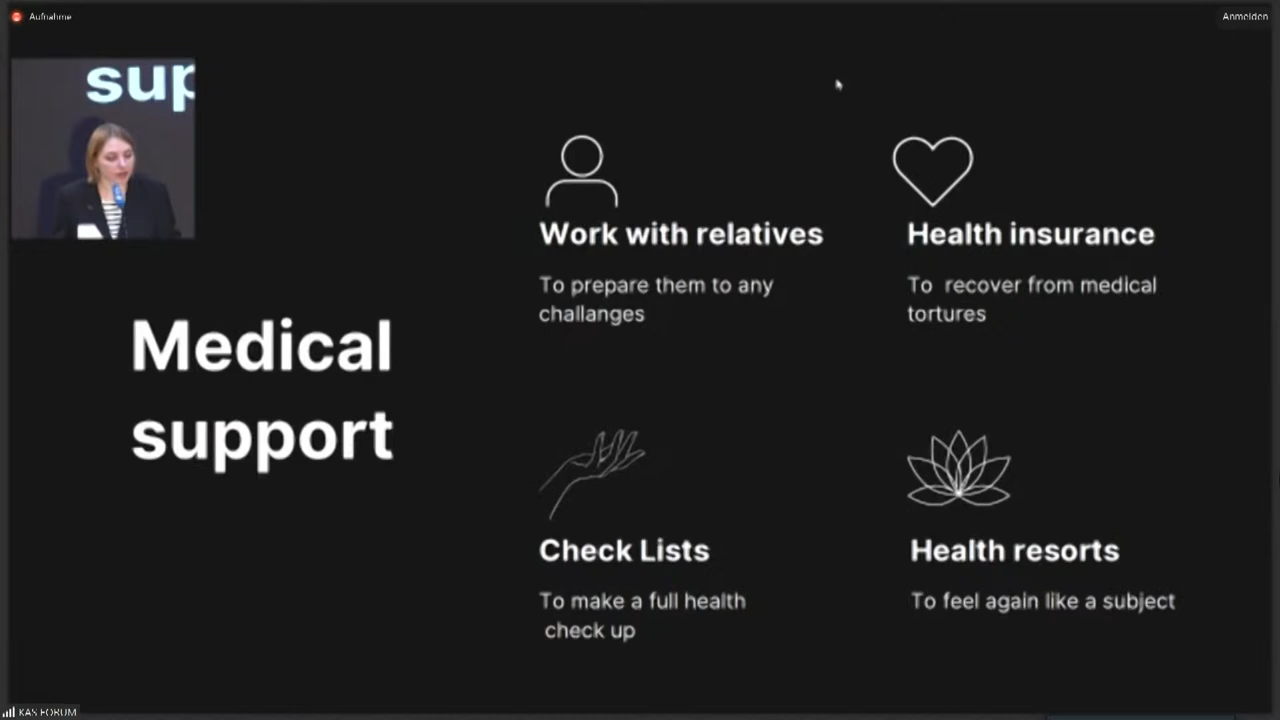 Aufnahme
Anmelden
sup
Medical
support
Work with relatives
To prepare them to any
challanges
Health insurance
To  recover from medical
tortures
Check Lists
To make a full health
check up
Health resorts
To feel again like a subject
KAS FORUM